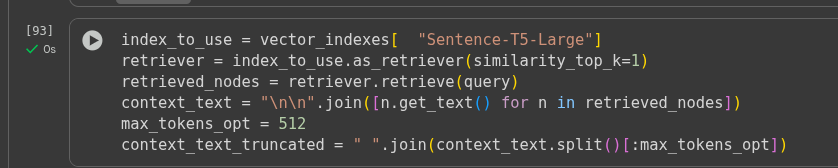 [93]
0s
index_to_use = vector_indexes[  "Sentence-T5-Large"]
retriever = index_to_use.as_retriever(similarity_top_k=1)
retrieved_nodes = retriever.retrieve(query)
context_text = "\n\n".join([n.get_text() for n in retrieved_nodes])
max_tokens_opt = 512
context_text_truncated = " ".join(context_text.split()[:max_tokens_opt])